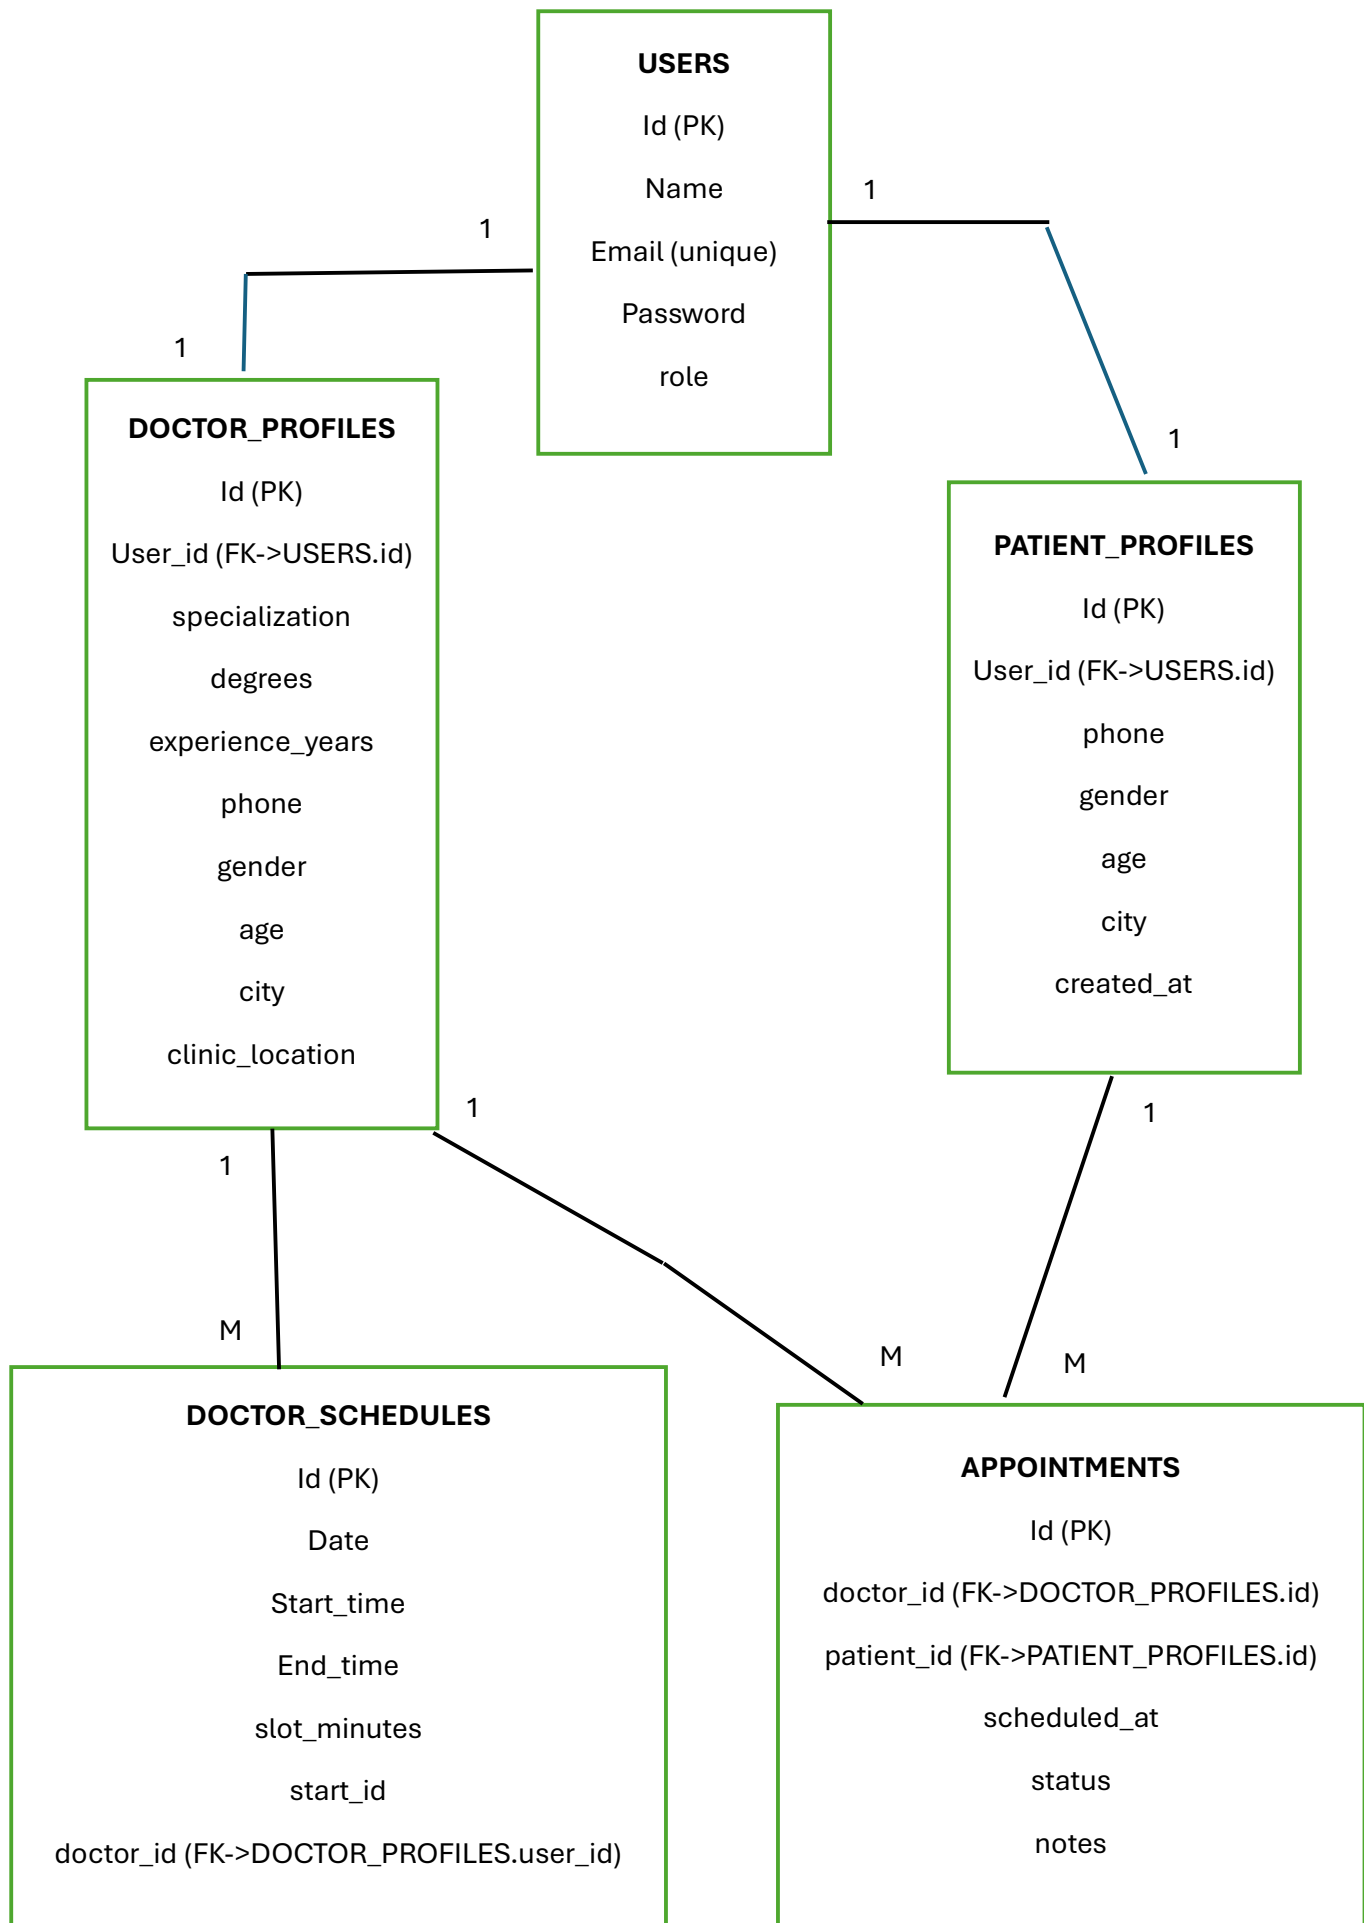 USERS
Id (PK)
Name
Email (unique)
Password
role
1
1
1
1
DOCTOR_PROFILES
Id (PK)
User_id (FK->USERS.id)
specialization
degrees
experience_years
phone
gender
age
city
clinic_location
PATIENT_PROFILES
Id (PK)
User_id (FK->USERS.id)
phone
gender
age
city
created_at
1
1
1
M
M
M
DOCTOR_SCHEDULES
Id (PK)
Date
Start_time
End_time
slot_minutes
start_id
doctor_id (FK->DOCTOR_PROFILES.user_id)
APPOINTMENTS
Id (PK)
doctor_id (FK->DOCTOR_PROFILES.id)
patient_id (FK->PATIENT_PROFILES.id)
scheduled_at
status
notes